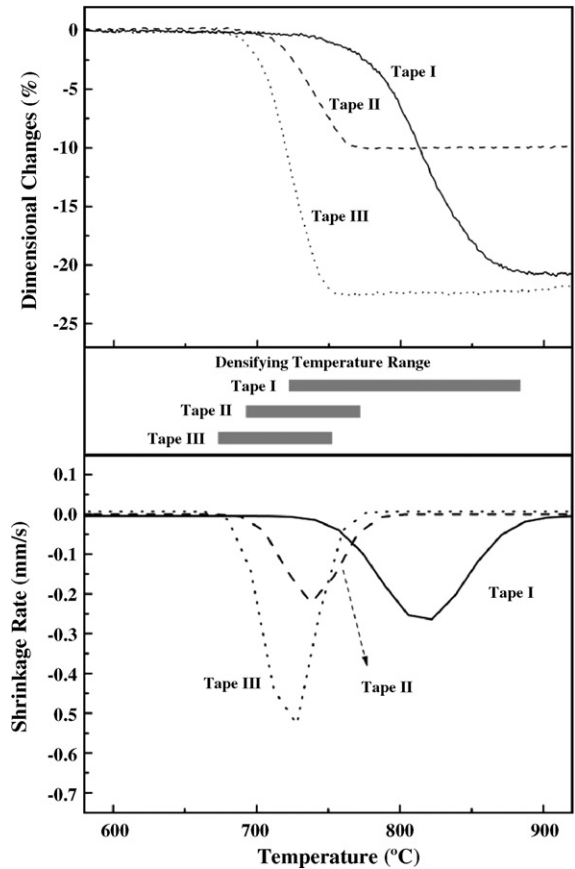 Dimensional Changes (%)
0
-5
-10
-15
-20
-25
Tape I
Tape II
Tape III
Densifying Temperature Range
Tape I
Tape II
Tape III
Shrinkage Rate (mm/s)
0.1
0.0
-0.1
-0.2
-0.3
-0.4
0.5
-0.6
-0.7
Tape I
Tape III
Tape II
600
700
800
900
Temperature (ºC)